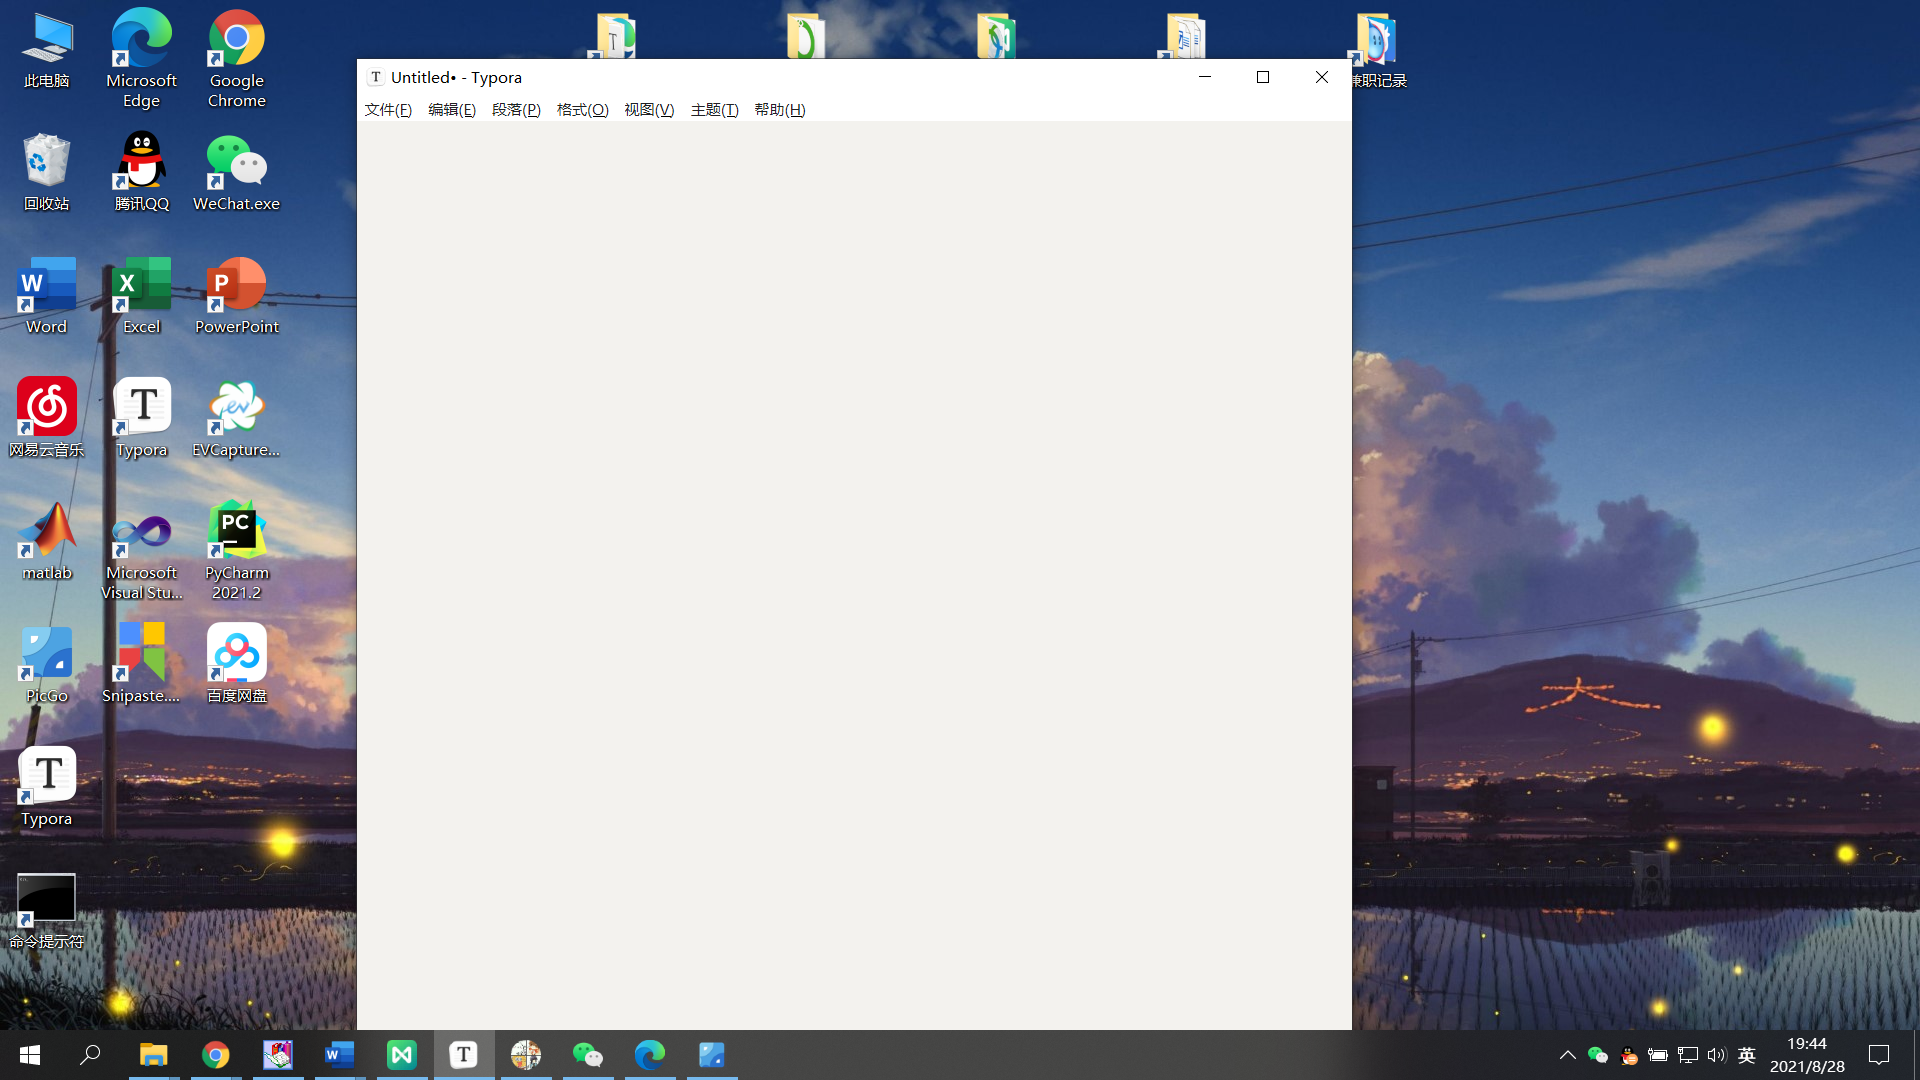 此电脑
Microsoft
Edge
Google
Chrome
兼职记录
回收站
腾讯QQ
WeChat.exe
Word
Excel
PowerPoint
网易云音乐
Typora
EVCapture...
matlab
Microsoft
Visual Stu...
PyCharm
2021.2
PicGo
Snipaste....
百度网盘
Typora
命令提示符
Untitled• - Typora
文件(F) 编辑(E) 段落(P) 格式(O) 视图(V) 主题(T) 帮助(H)
英
19:44
2021/8/28